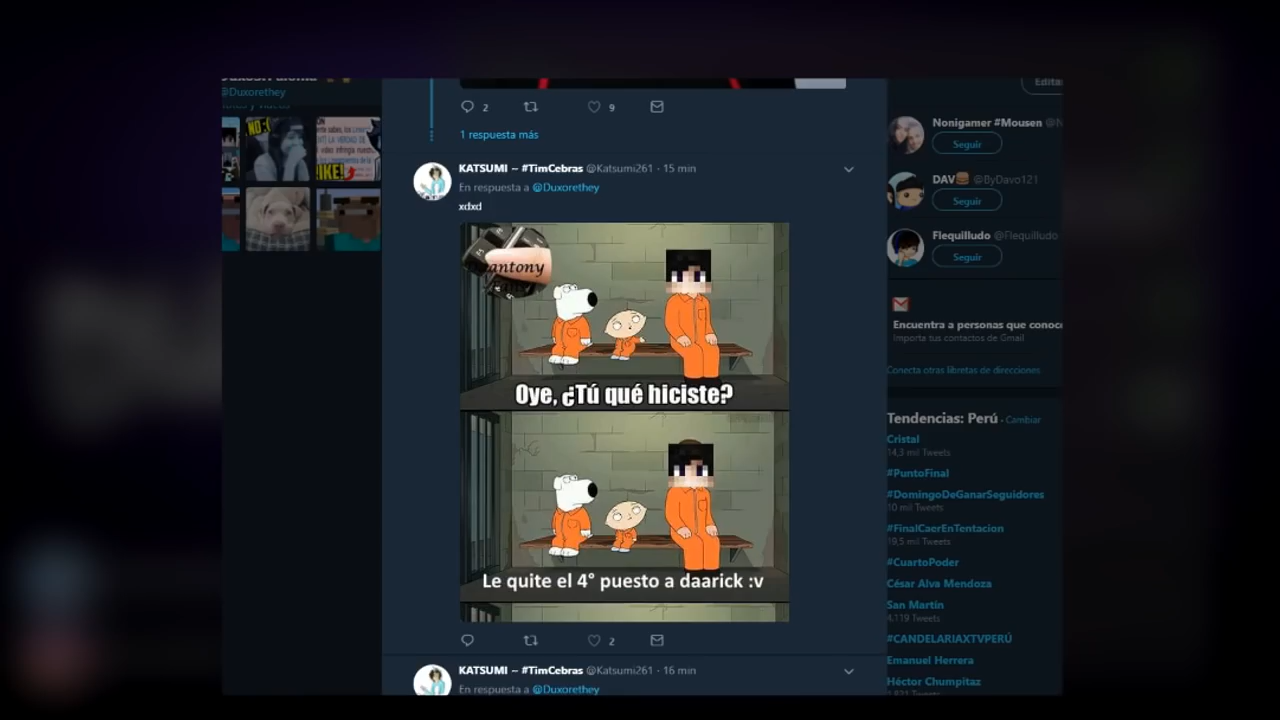 @Duxorethey
2
9
1 respuesta más
KATSUMI -- #TimCebras @Katsumi261 · 15 min
En respuesta a @Duxorethey
xdxd
antony
Oye, ¿Tú qué hiciste?
Le quite el 4° puesto a daarick :v
2
KATSUMI -- #TimCebras @Katsumi261 · 16 min
En respuesta a @Duxorethey
Nonigamer #Mousen
Seguir
DAV @ByDavo121
Seguir
Flequilludo @Flequilludo
Seguir
Encuentra a personas que conoc
Importa tus contactos de Gmail
Conecta otras libretas de direcciones
Tendencias: Perú · Cambiar
Cristal
14,3 mil Tweets
#PuntoFinal
#DomingoDeGanarSeguidores
10 mil Tweets
#FinalCaerEnTentacion
19,5 mil Tweets
#CuartoPoder
César Alva Mendoza
San Martín
4,119 Tweets
#CANDELARIAXTVPERÚ
Emanuel Herrera
Héctor Chumpitaz